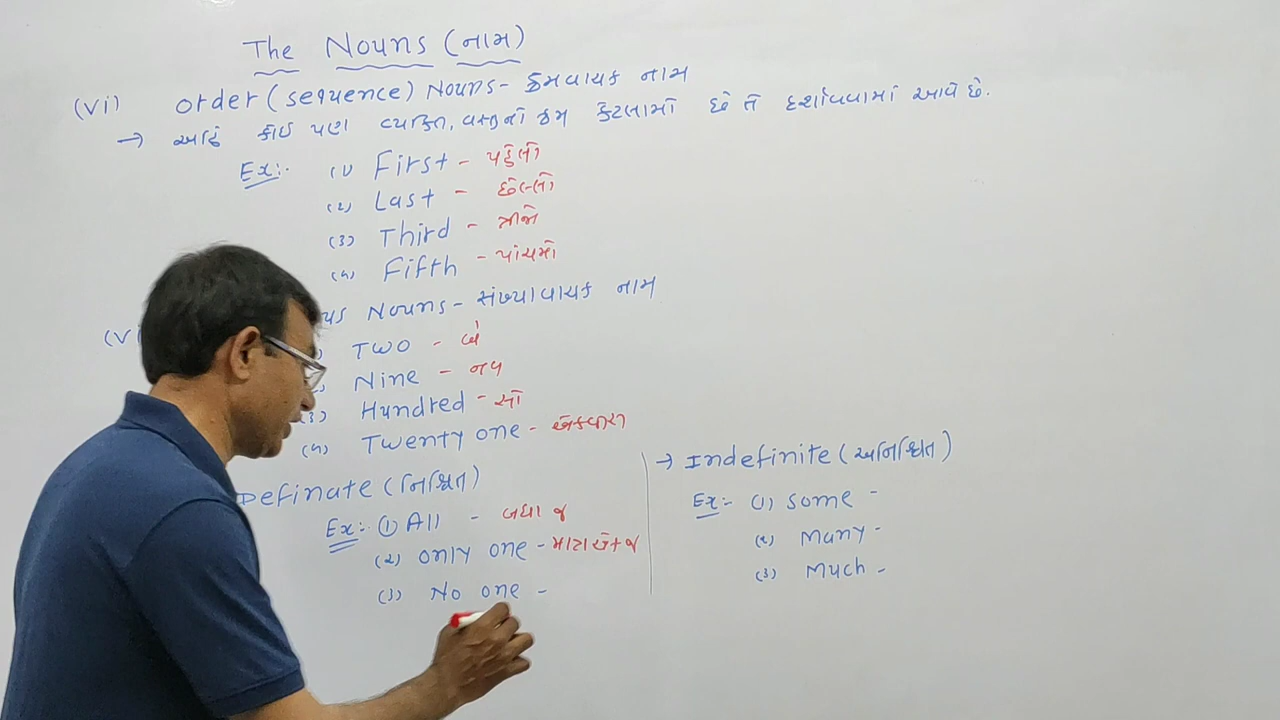 The Nouns (નામ)
(vi) order (sequence) Nouns - ક્રમવાચક નામ
→ અહિં કોઈ પણ વ્યક્તિ, વસ્તુનો ક્રમ કેટલામો છે તે દર્શાવવામાં આવે છે.
Ex:- (1) First - પહેલો
(2) Last - છેલ્લો
(3) Third - ત્રીજો
(4) Fifth - પાંચમો
Nouns - સંખ્યાવાચક નામ
TWO - બે
Nine - નવ
(3) Hundred - સો
(4) Twenty one - એકવીસ
Definate (નિશ્ચિત)
Ex:- (1) All - બધા જ
(2) only one - માત્ર એક જ
(3) No one -
→ Indefinite (અનિશ્ચિત)
Ex:- (1) some -
(2) Many -
(3) Much -